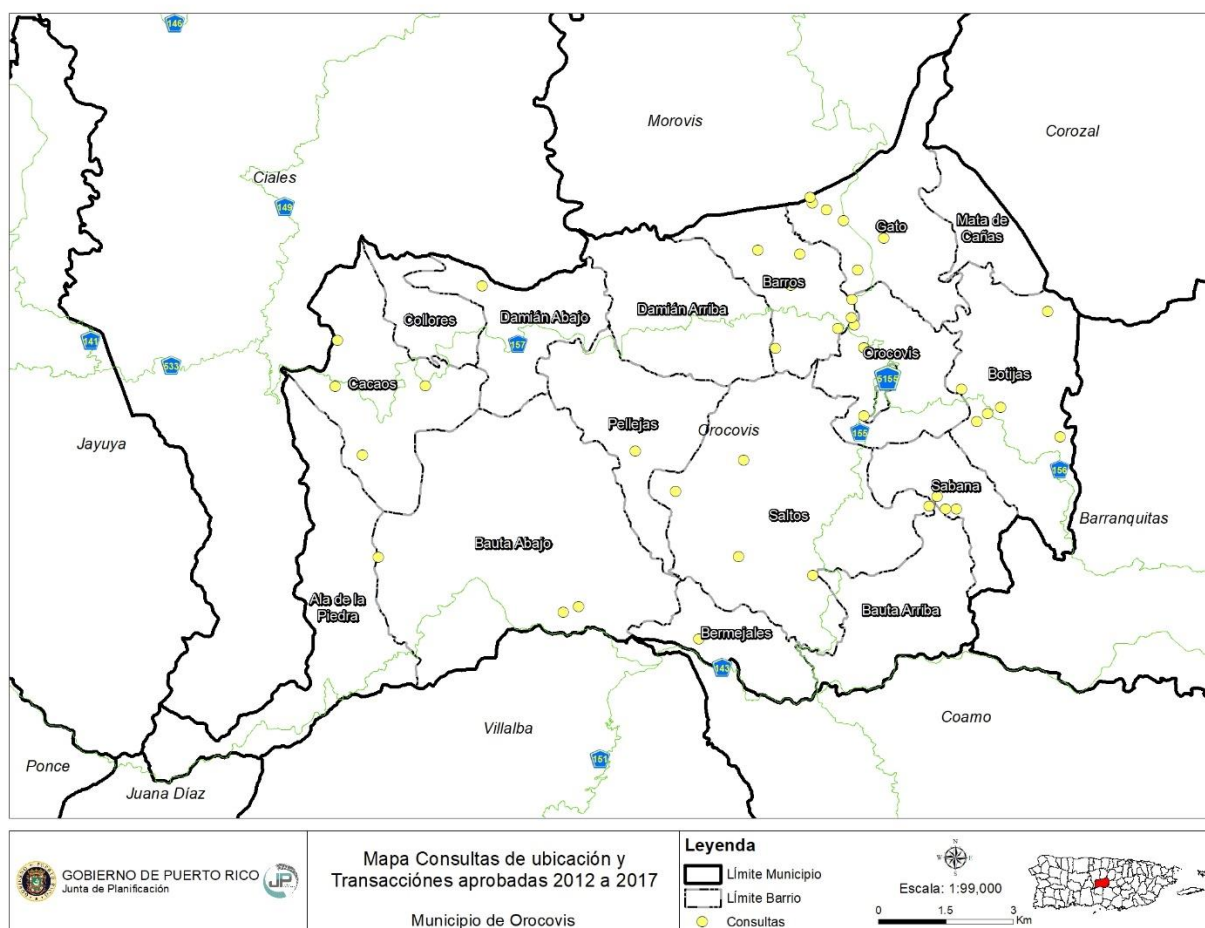 146
Morovis
Corozal
Ciales
149
Gato
Mata de
Cañas
Barros
Collores
Damián Abajo
Damián Arriba
141
533
157
Orocovis
5155
Botijas
Cacaos
Jayuya
Pellejas
Orocovis
155
156
Sabana
Saltos
Barranquitas
Bauta Abajo
Ala de la
Piedra
Bauta Arriba
Bermejales
143
Coamo
Villalba
151
Ponce
Juana Díaz
GOBIERNO DE PUERTO RICO
Junta de Planificación
JP
Mapa Consultas de ubicación y
Transacciónes aprobadas 2012 a 2017
Municipio de Orocovis
Leyenda
Límite Municipio
Límite Barrio
Consultas
N
W E
S
Escala: 1:99,000
0 1.5 3
Km